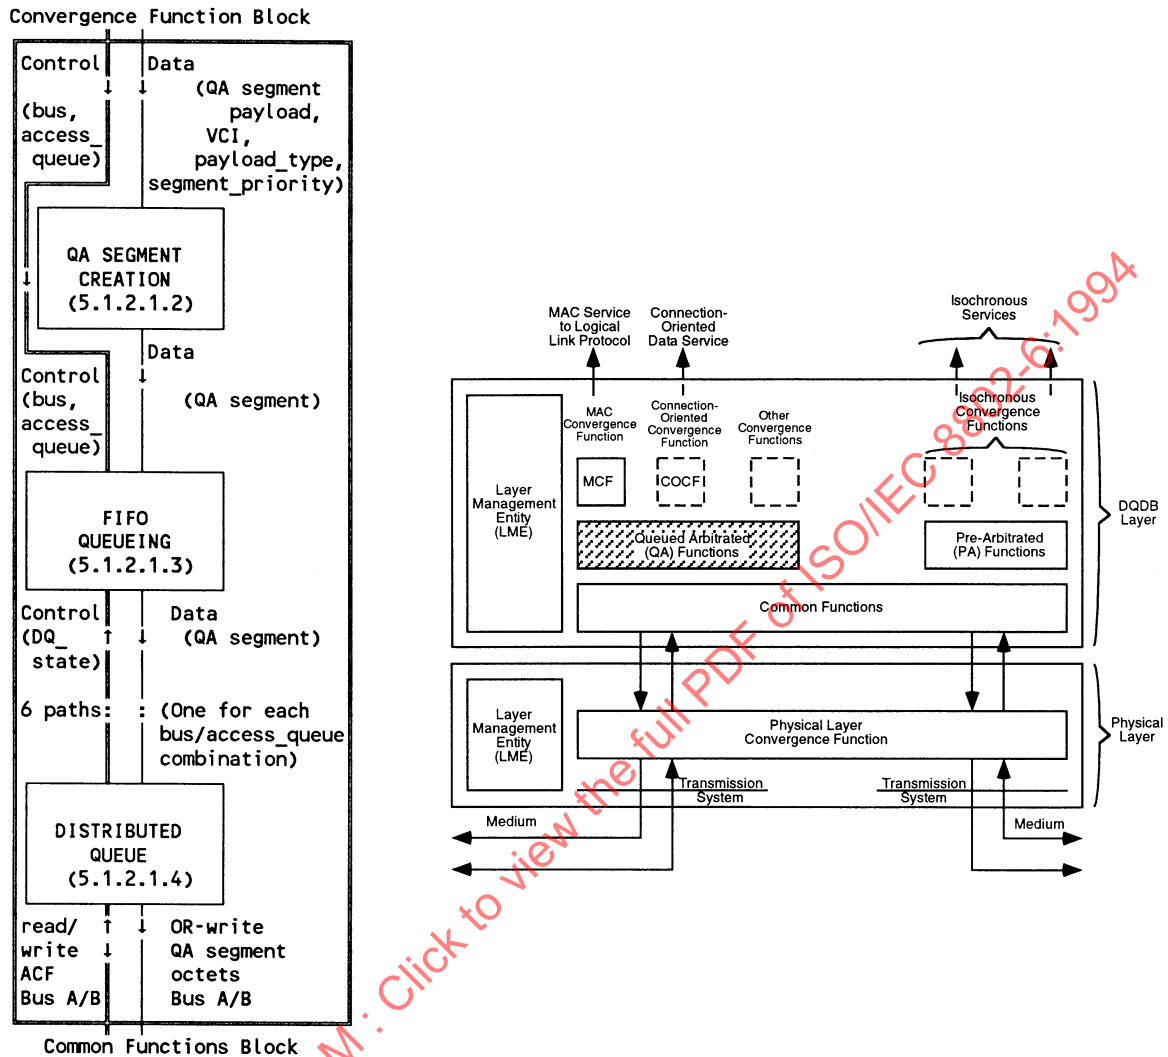 Convergence Function Block
Control Data
↓ ↓ (QA segment
(bus, payload,
access_ VCI,
queue) payload_type,
segment_priority)
QA SEGMENT
↓ CREATION
(5.1.2.1.2)
Data
Control ↓
(bus, (QA segment)
access_
queue)
FIFO
QUEUEING
(5.1.2.1.3)
Control Data
(DQ_ ↑ ↓ (QA segment)
state)
6 paths: : (One for each
bus/access_queue
combination)
DISTRIBUTED
QUEUE
(5.1.2.1.4)
read/ ↑ ↓ OR-write
write ↓ QA segment
ACF octets
Bus A/B Bus A/B
Common Functions Block
MAC Service
to Logical
Link Protocol
Connection-
Oriented
Data Service
Isochronous
Services
Layer
Management
Entity
(LME)
MAC
Convergence
Function
Connection-
Oriented
Convergence
Function
Other
Convergence
Functions
Isochronous
Convergence
Functions
MCF
COCF
Queued Arbitrated
(QA) Functions
Pre-Arbitrated
(PA) Functions
Common Functions
DQDB
Layer
Layer
Management
Entity
(LME)
Physical Layer
Convergence Function
Physical
Layer
Transmission
System
Transmission
System
Medium
Medium
M : Click to view the full PDF of ISO/IEC 8802-6:1994